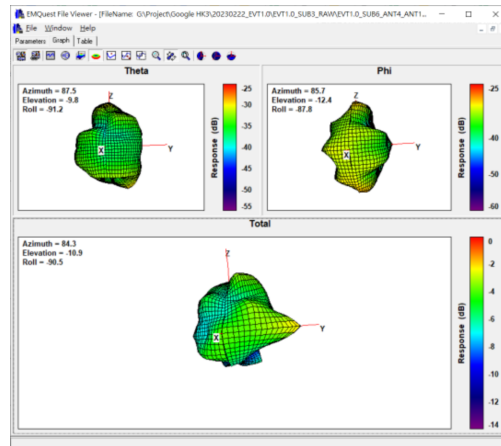 EMQuest File Viewer - [FileName: G:\Project\Google HK3\20230222_EVT1.0\EVT1.0_SUB3_RAW\EVT1.0_SUB6_ANT4_ANT1...
File Window Help
Parameters Graph Table
Theta
Azimuth = 87.5
Elevation = -9.8
Roll = -91.2
Z
X
Y
Response (dB)
-25
-30
-35
-40
-45
-50
-55
Phi
Azimuth = 85.7
Elevation = -12.4
Roll = -87.8
Z
X
Y
Response (dB)
-25
-30
-40
-50
-60
Total
Azimuth = 84.3
Elevation = -10.9
Roll = -90.5
Z
X
Y
Response (dB)
0
-2
-4
-6
-8
-10
-12
-14